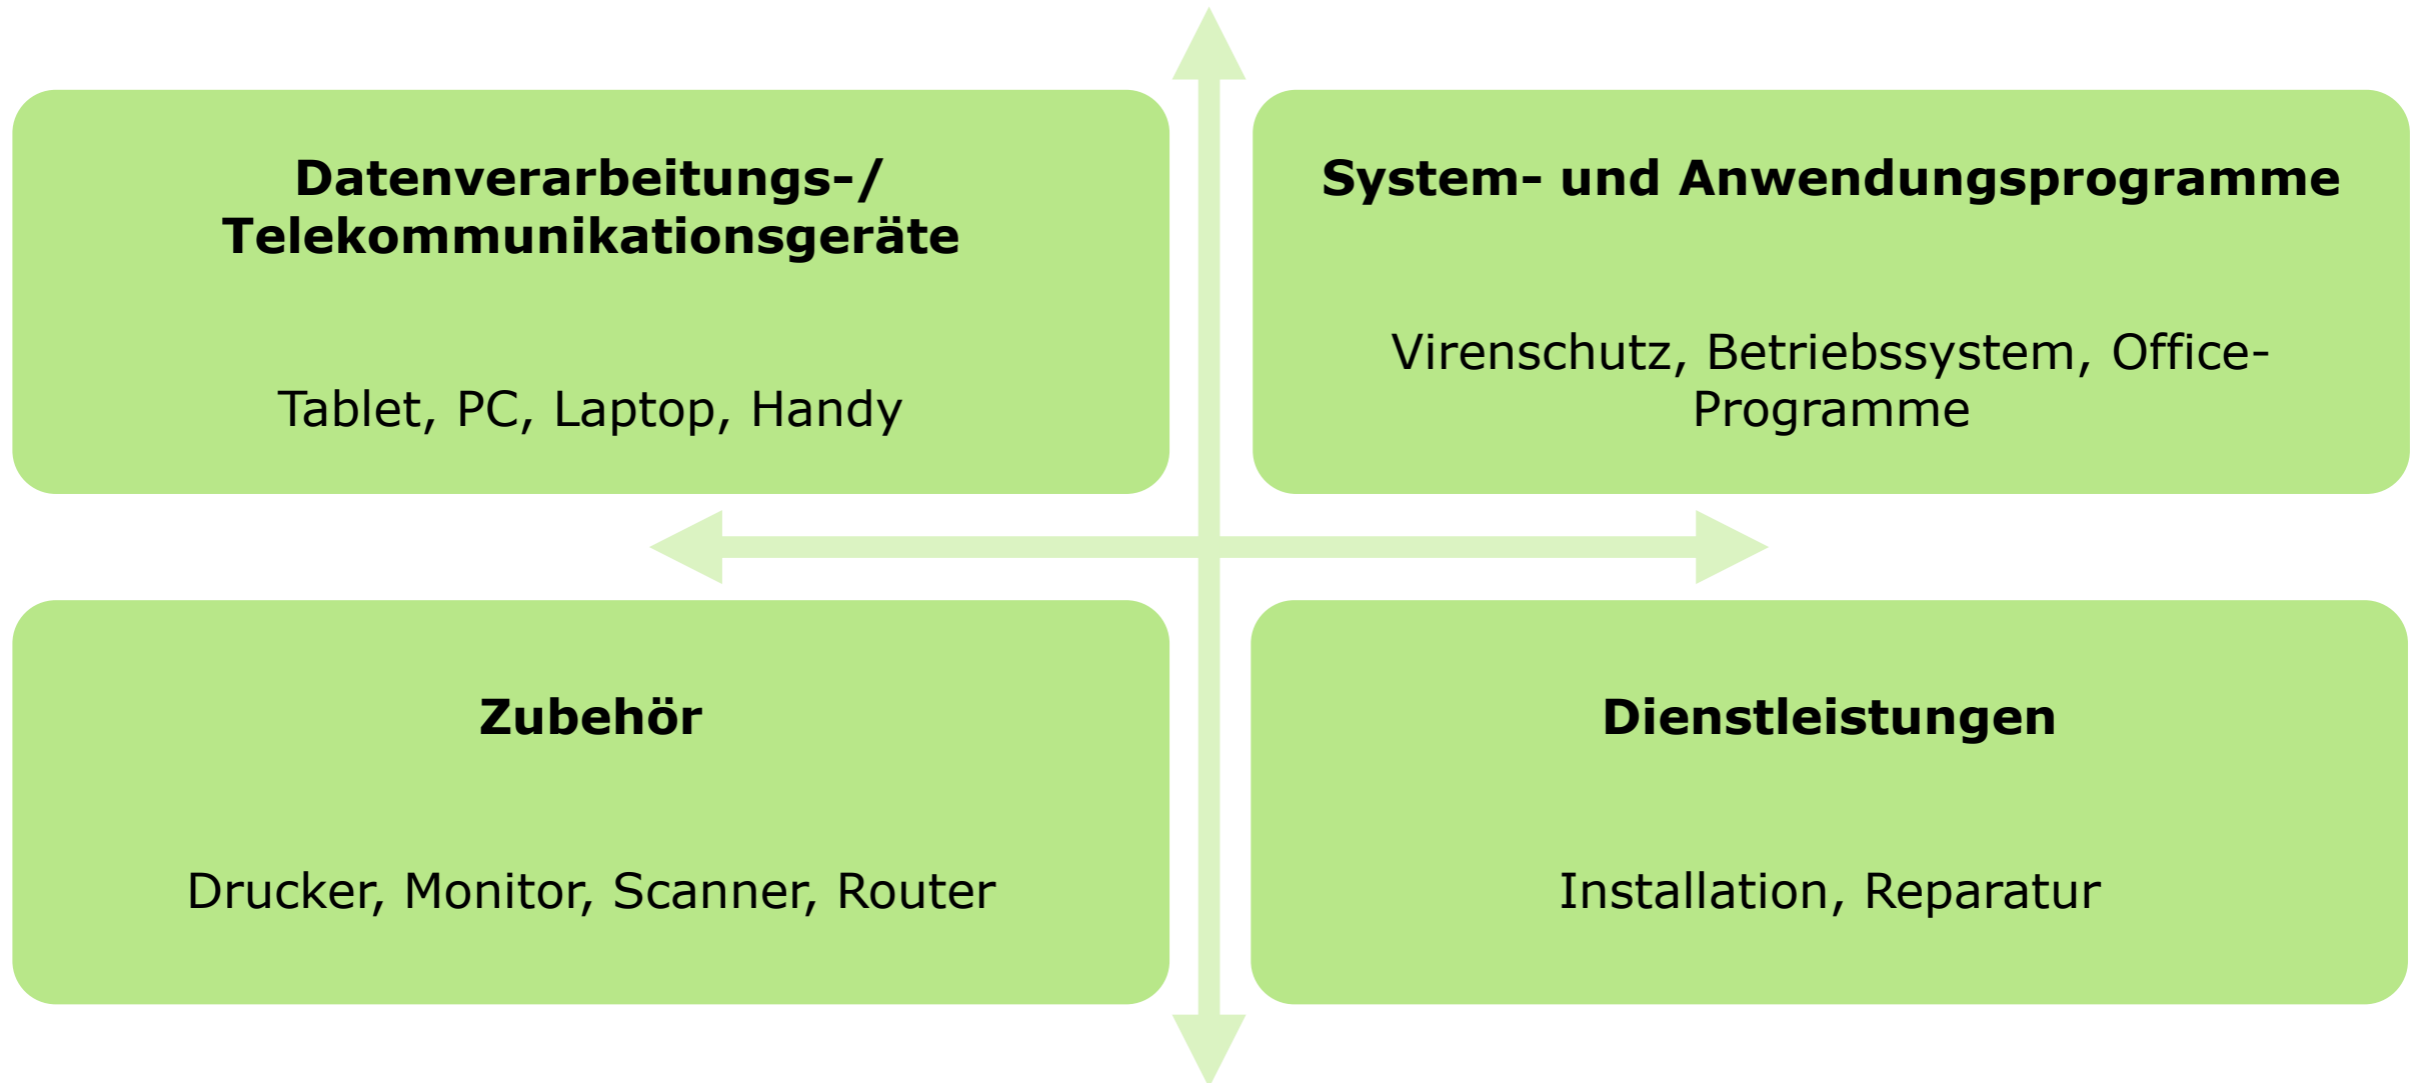 Datenverarbeitungs-/
Telekommunikationsgeräte
Tablet, PC, Laptop, Handy
System- und Anwendungsprogramme
Virenschutz, Betriebssystem, Office-
Programme
Zubehör
Drucker, Monitor, Scanner, Router
Dienstleistungen
Installation, Reparatur